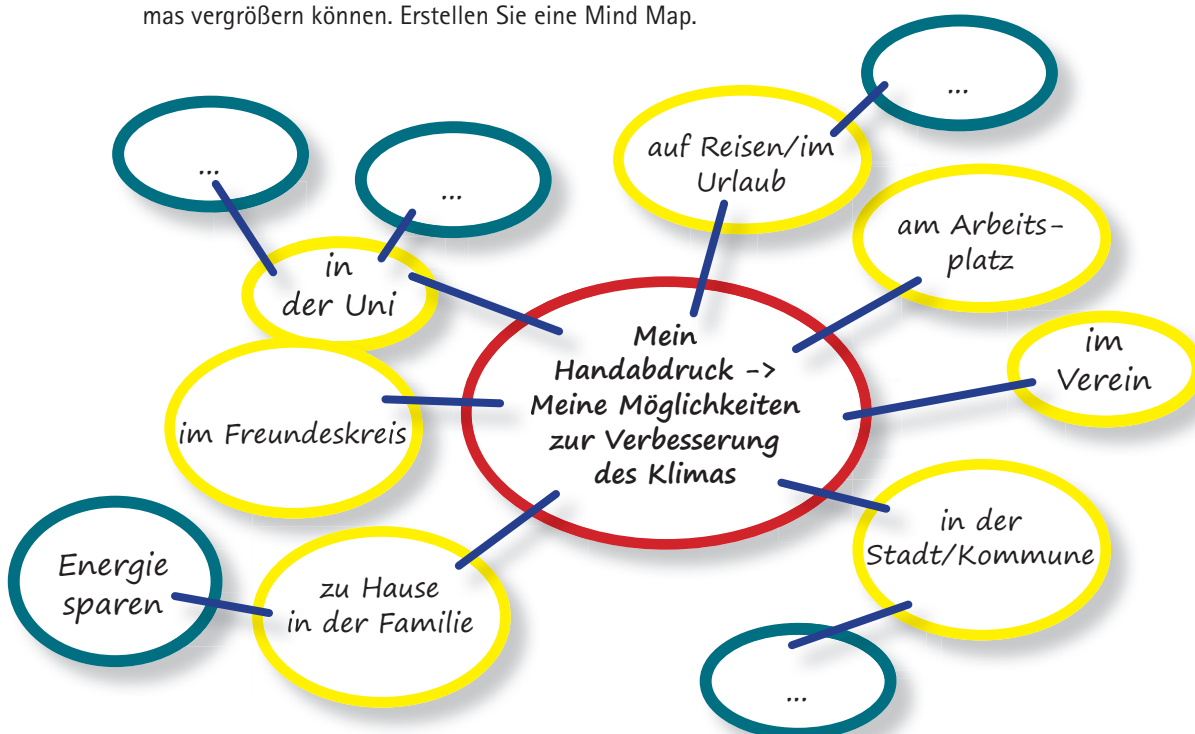 mas vergrößern können. Erstellen Sie eine Mind Map.
...
...
...
auf Reisen/im
Urlaub
am Arbeits-
platz
in
der Uni
im
Verein
Mein
Handabdruck ->
Meine Möglichkeiten
zur Verbesserung
des Klimas
im Freundeskreis
in der
Stadt/Kommune
Energie
sparen
zu Hause
in der Familie
...